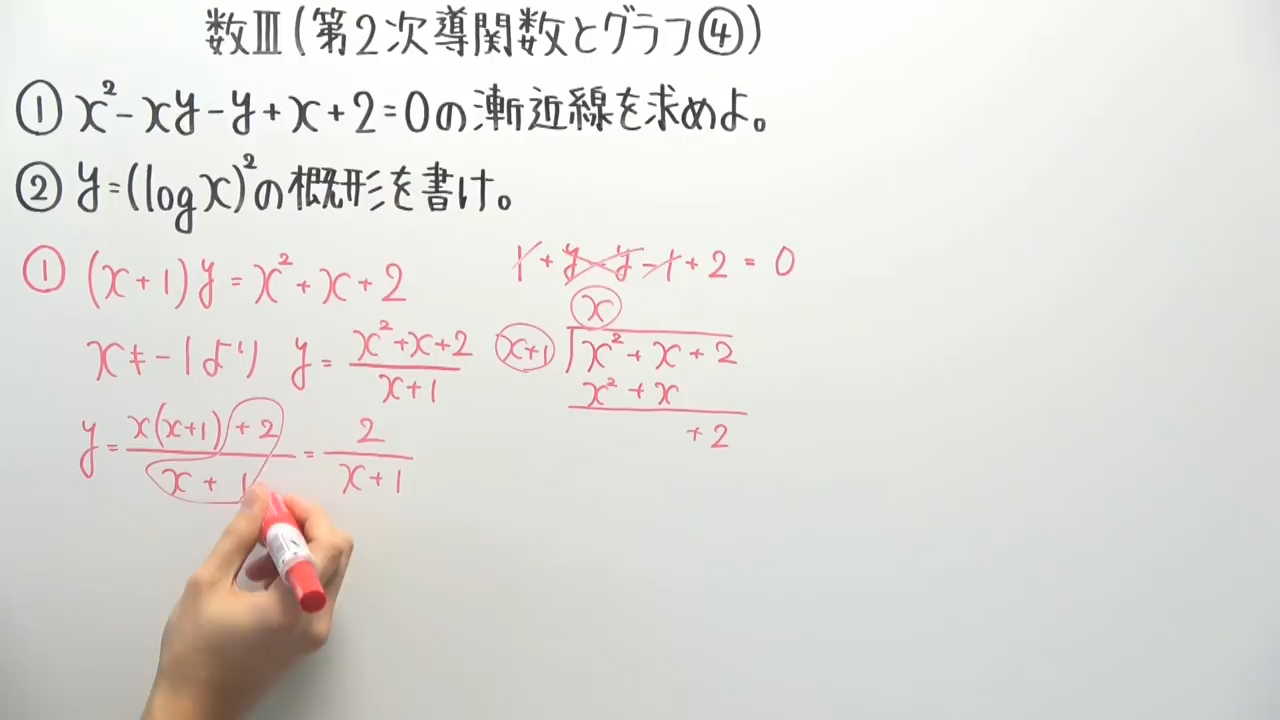 数Ⅲ(第2次導関数とグラフ④)
① x²-xy-y+x+2=0の漸近線を求めよ。
② y=(logx)²の概形を書け。
① (x+1)y=x²+x+2
x≠-1より y=(x²+x+2)/(x+1)
y=(x(x+1)+2)/(x+1)=2/(x+1)
1+y-y-1+2=0
x
x+1)x²+x+2
x²+x
+2